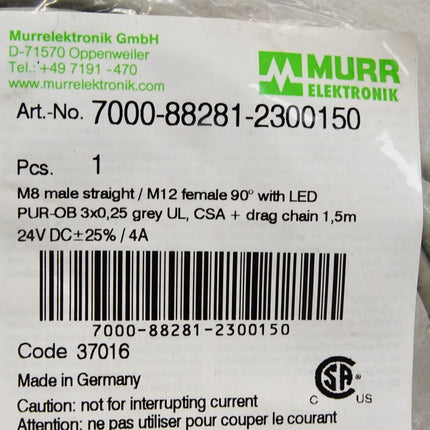 Murrelektronik GmbH
D-71570 Oppenweiler
Tel.: +49 7191 -470
www.murrelektronik.com
MURR
ELEKTRONIK
Art.-No. 7000-88281-2300150
Pcs. 1
M8 male straight / M12 female 90° with LED
PUR-OB 3x0,25 grey UL, CSA + drag chain 1,5m
24V DC±25% / 4A
7000-88281-2300150
Code 37016
Made in Germany
C SA US
Caution: not for interrupting current
Attention: ne pas utiliser pour couper le courant